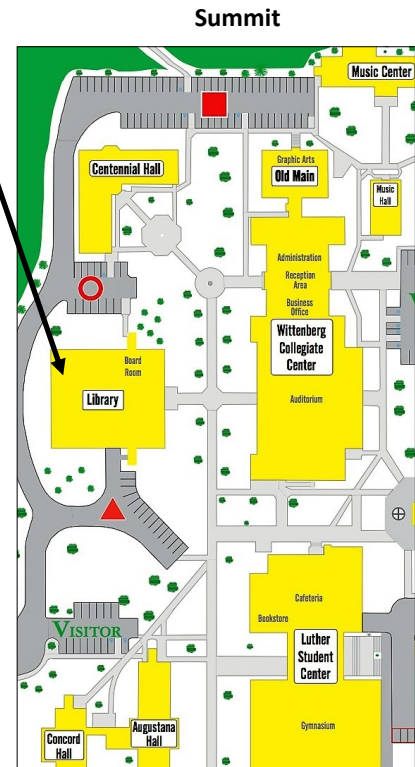 Summit
Music Center
Centennial Hall
Graphic Arts
Old Main
Music
Hall
Administration
Reception
Area
Business
Office
Wittenberg
Collegiate
Center
Board
Room
Library
Auditorium
VISITOR
Cafeteria
Bookstore
Luther
Student
Center
Gymnasium
Concord
Hall
Augustana
Hall